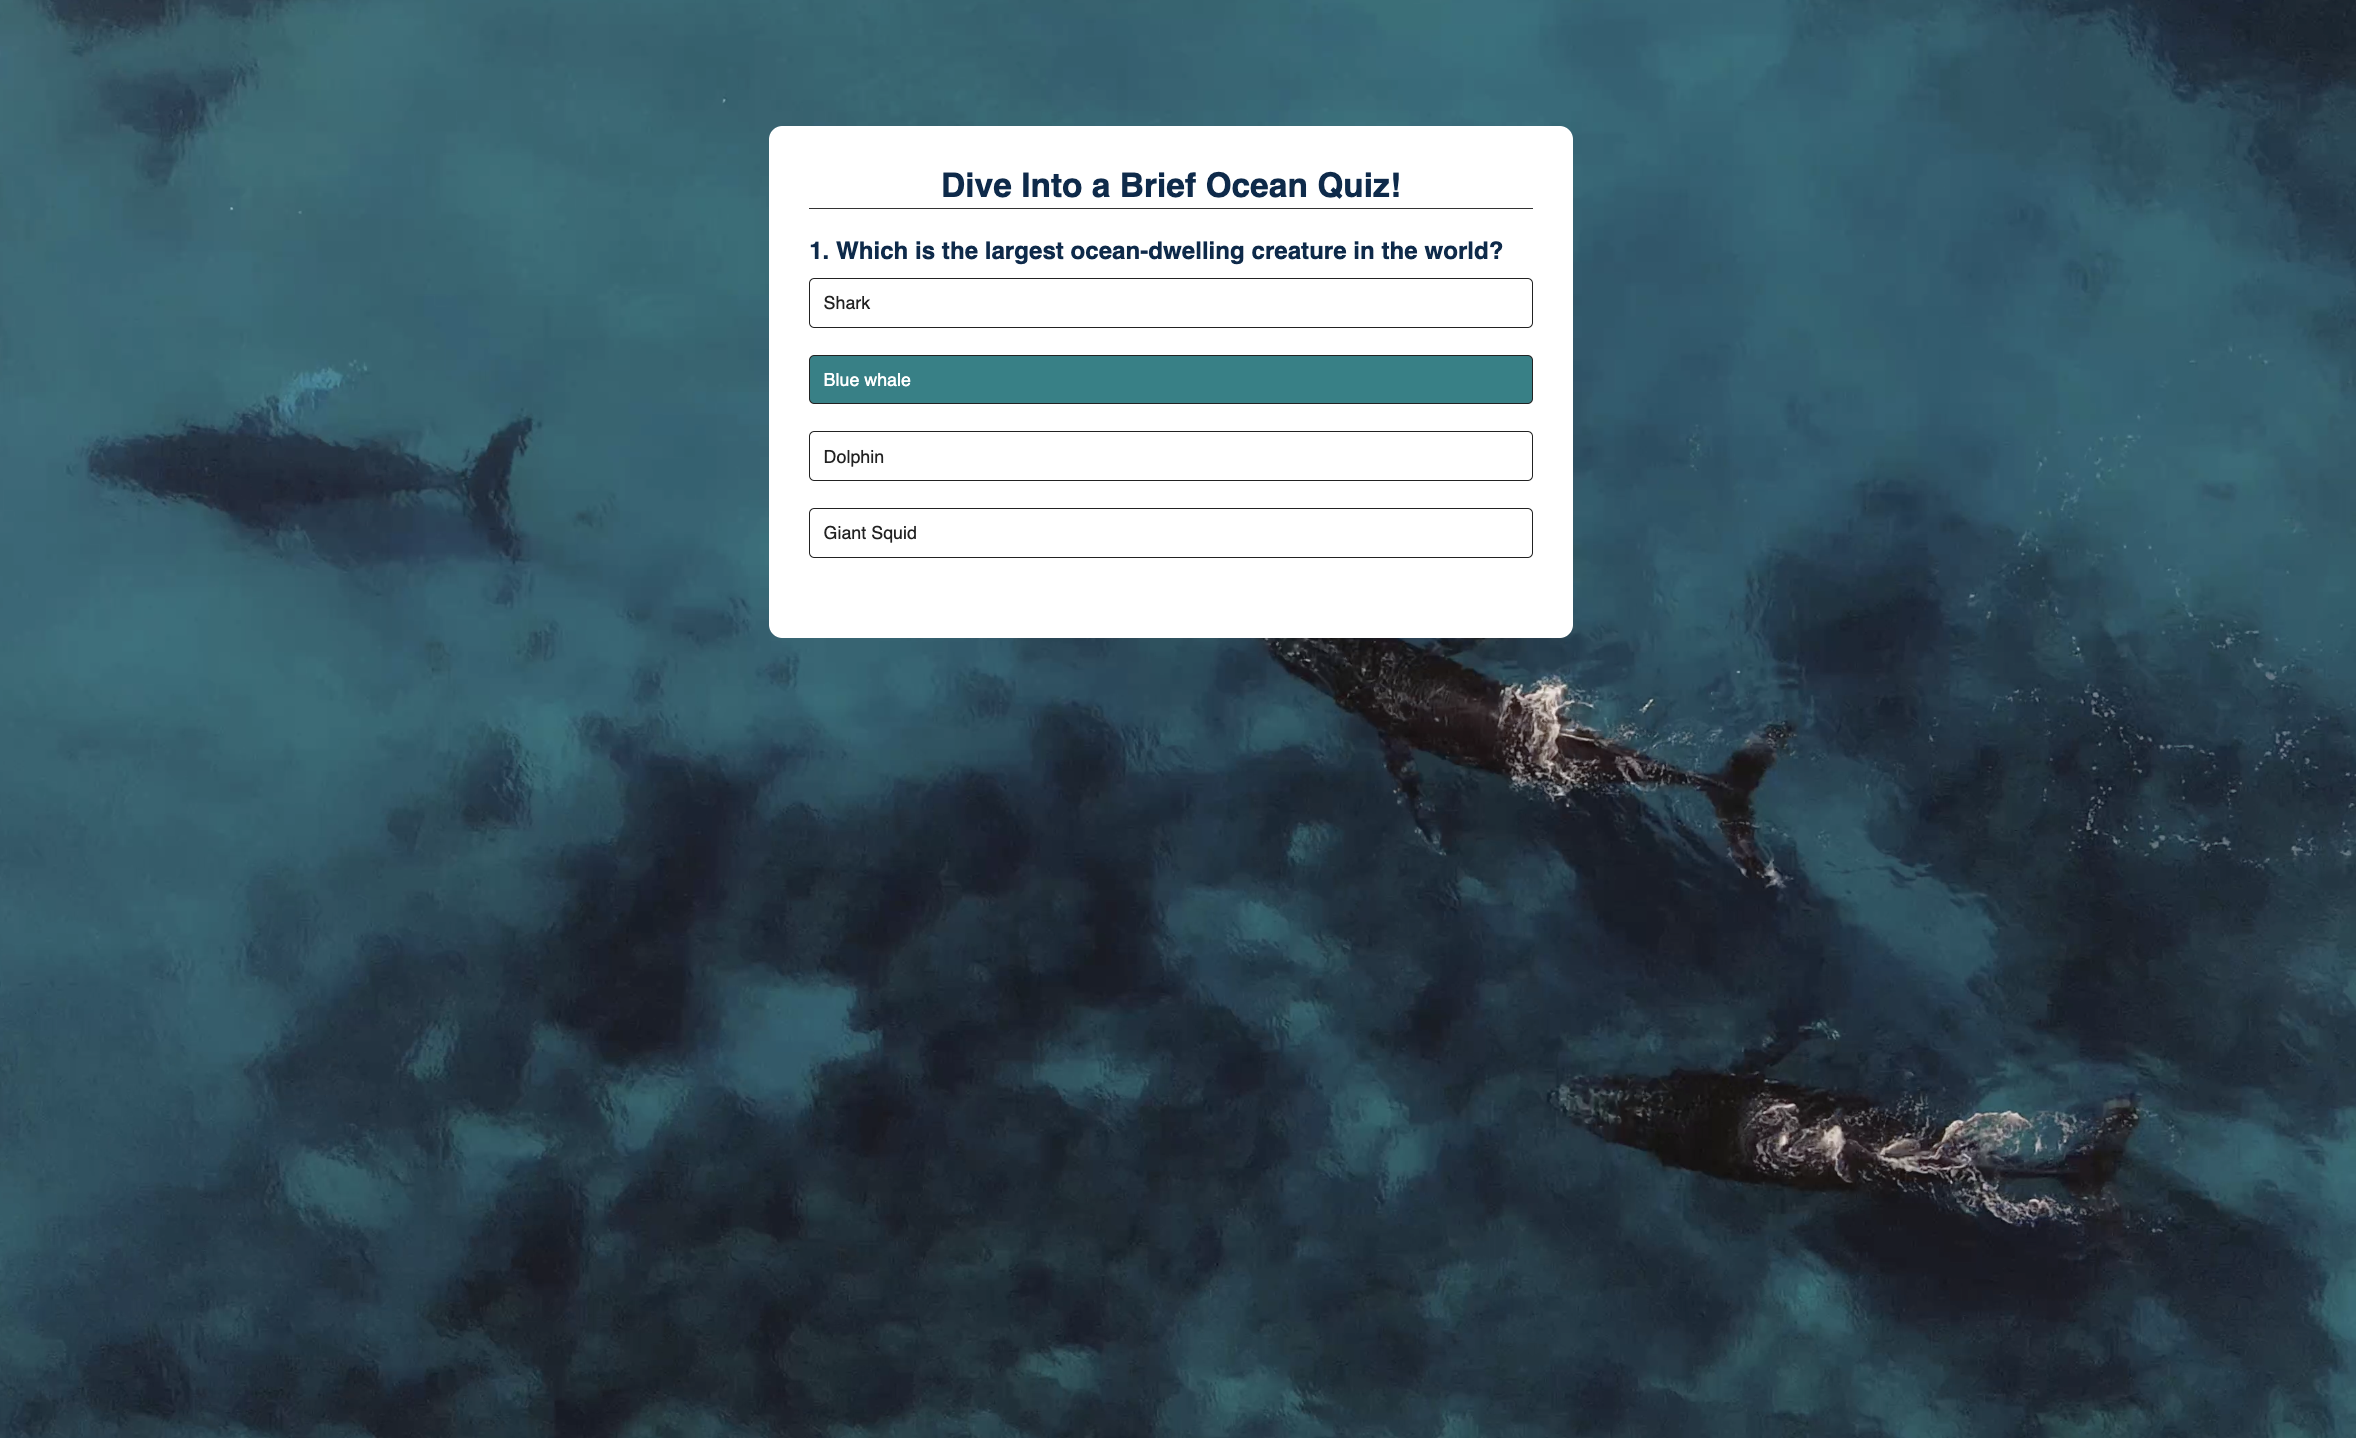 Dive Into a Brief Ocean Quiz!
1. Which is the largest ocean-dwelling creature in the world?
Shark
Blue whale
Dolphin
Giant Squid